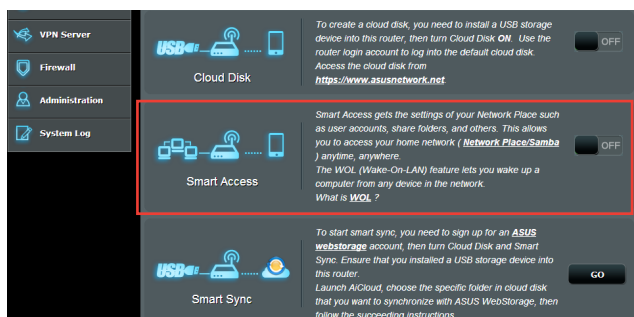 VPN Server
Firewall
Administration
System Log
USB
Cloud Disk
To create a cloud disk, you need to install a USB storage
device into this router, then turn Cloud Disk ON. Use the
router login account to log into the default cloud disk.
Access the cloud disk from
https://www.asusnetwork.net.
OFF
Smart Access
Smart Access gets the settings of your Network Place such
as user accounts, share folders, and others. This allows
you to access your home network ( Network Place/Samba
) anytime, anywhere.
The WOL (Wake-On-LAN) feature lets you wake up a
computer from any device in the network.
What is WOL ?
OFF
USB
Smart Sync
To start smart sync, you need to sign up for an ASUS
webstorage account, then turn Cloud Disk and Smart
Sync. Ensure that you installed a USB storage device into
this router.
Launch AiCloud, choose the specific folder in cloud disk
that you want to synchronize with ASUS WebStorage, then
follow the succeeding instructions.
GO